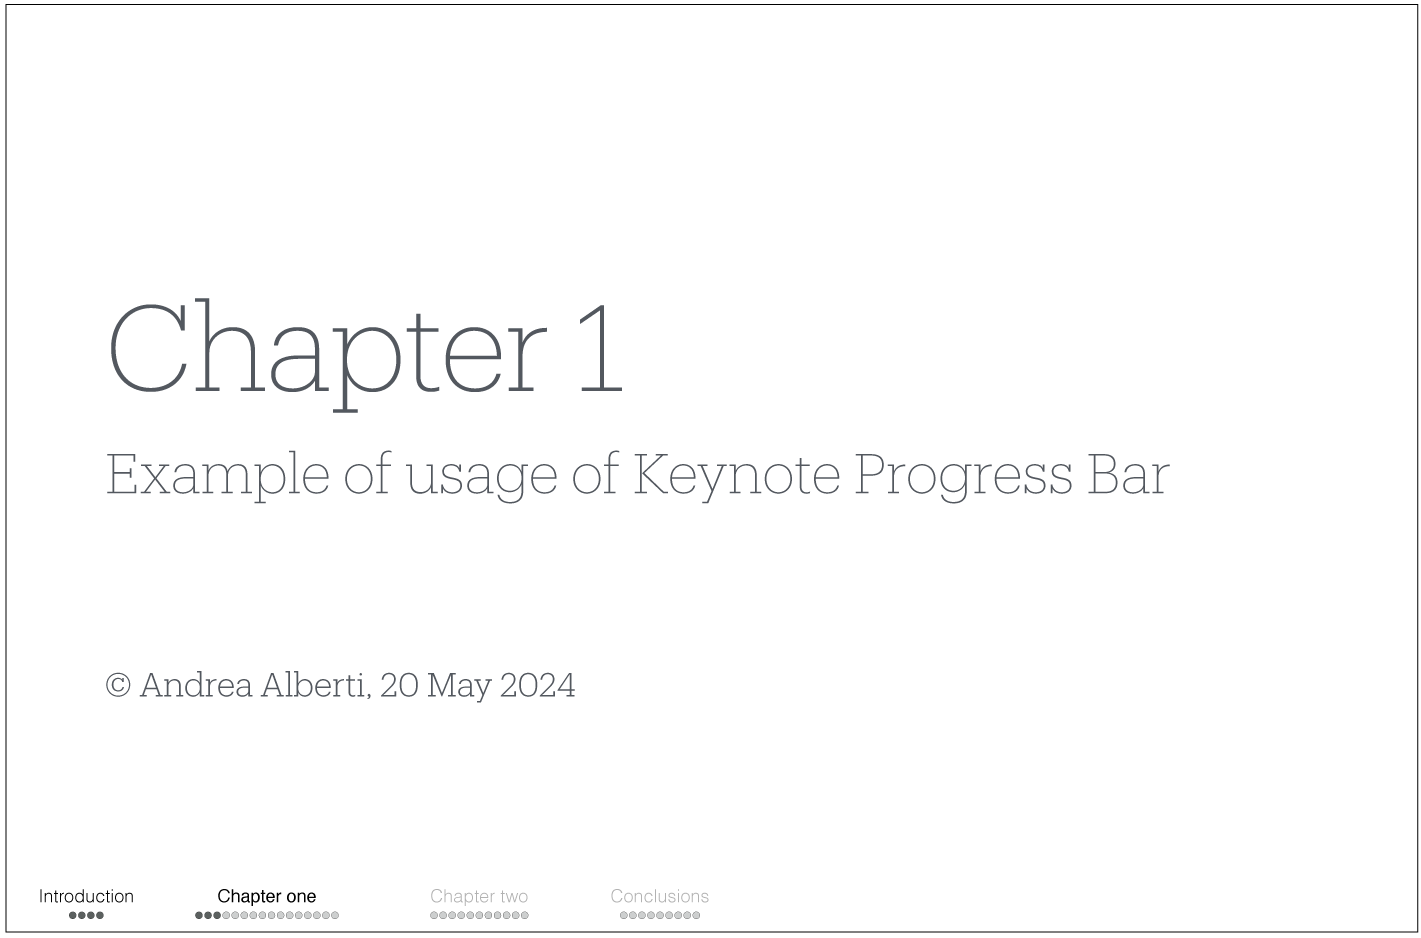 Chapter 1
Example of usage of Keynote Progress Bar
© Andrea Alberti, 20 May 2024
Introduction Chapter one Chapter two Conclusions